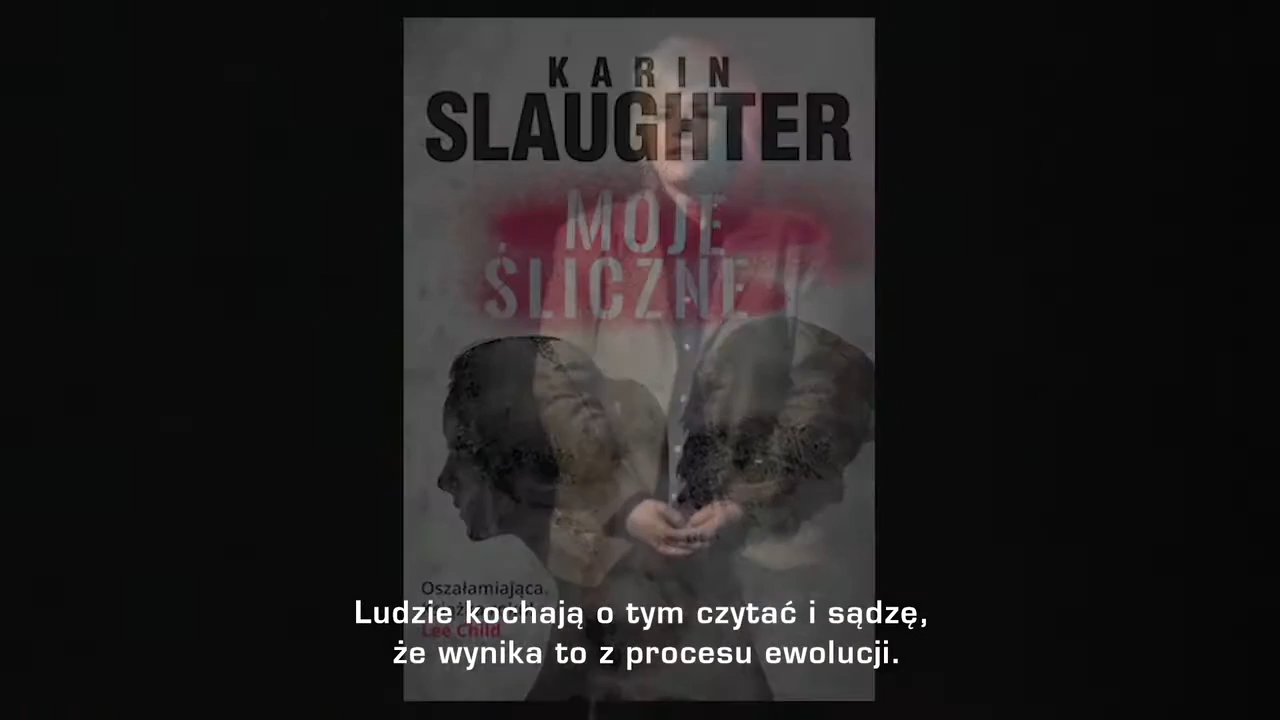 KARIN
SLAUGHTER
MOJE
ŚLICZNE
Oszałamiająca.
Lee Child
Ludzie kochają o tym czytać i sądzę,
że wynika to z procesu ewolucji.